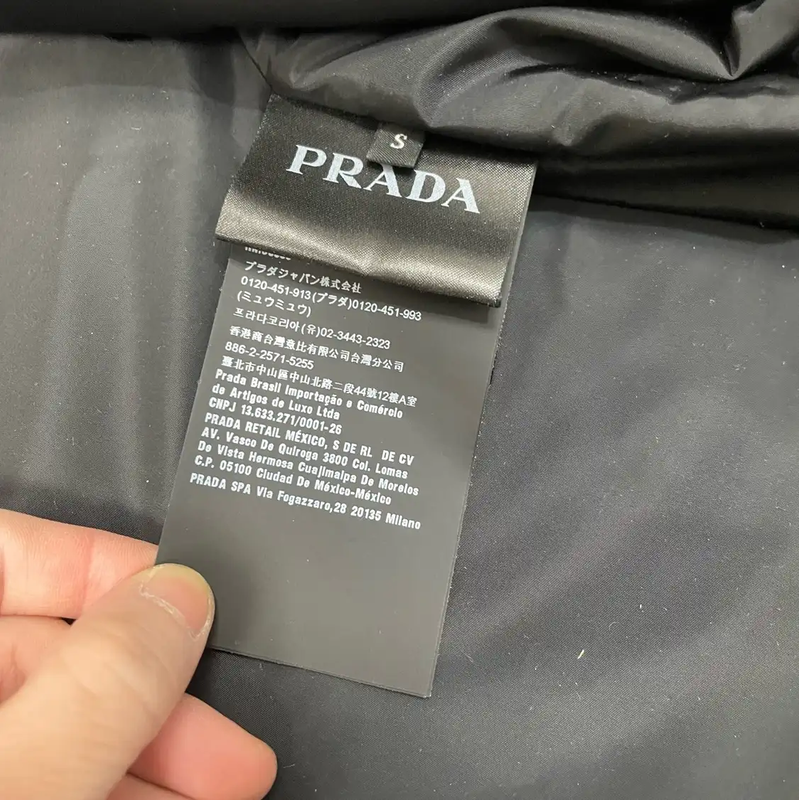 S
PRADA
プラダジャパン株式会社
0120-451-913(プラダ)0120-451-993
(ミュウミュウ)
프라다코리아(유)02-3443-2323
香港商台灣意比有限公司台灣分公司
886-2-2571-5255
臺北市中山區中山北路二段44號12樓A室
Prada Brasil Importação e Comércio
de Artigos de Luxo Ltda
CNPJ 13.633.271/0001-26
PRADA RETAIL MÉXICO, S DE RL DE CV
AV. Vasco De Quiroga 3800 Col. Lomas
De Vista Hermosa Cuajimalpa De Morelos
C.P. 05100 Ciudad De México-México
PRADA SPA Via Fogazzaro,28 20135 Milano